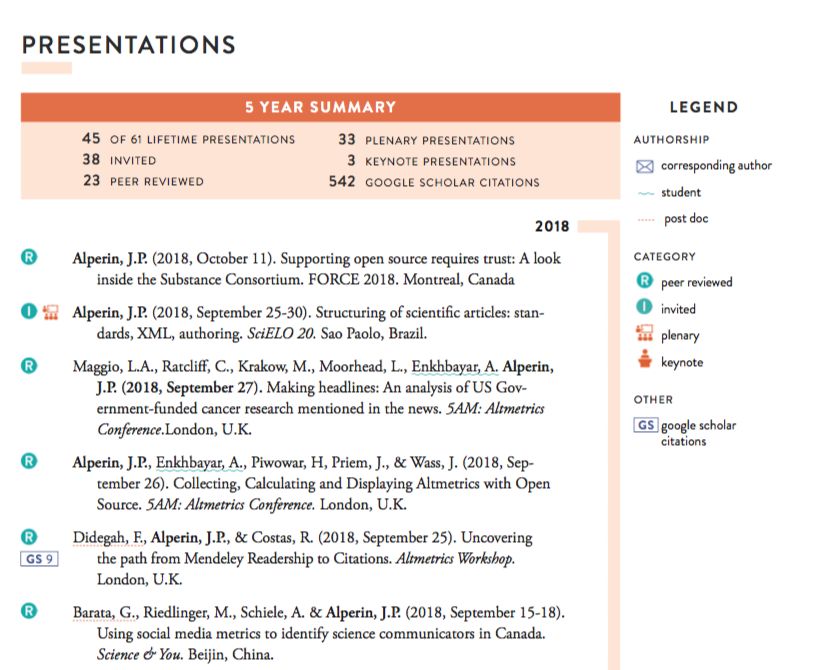 PRESENTATIONS
5 YEAR SUMMARY
45 OF 61 LIFETIME PRESENTATIONS
38 INVITED
23 PEER REVIEWED
33 PLENARY PRESENTATIONS
3 KEYNOTE PRESENTATIONS
542 GOOGLE SCHOLAR CITATIONS
2018
R Alperin, J.P. (2018, October 11). Supporting open source requires trust: A look
inside the Substance Consortium. FORCE 2018. Montreal, Canada
I Alperin, J.P. (2018, September 25-30). Structuring of scientific articles: stan-
dards, XML, authoring. SciELO 20. Sao Paolo, Brazil.
R Maggio, L.A., Ratcliff, C., Krakow, M., Moorhead, L., Enkhbayar, A. Alperin,
J.P. (2018, September 27). Making headlines: An analysis of US Gov-
ernment-funded cancer research mentioned in the news. 5AM: Altmetrics
Conference.London, U.K.
R Alperin, J.P., Enkhbayar, A., Piwowar, H, Priem, J., & Wass, J. (2018, Sep-
tember 26). Collecting, Calculating and Displaying Altmetrics with Open
Source. 5AM: Altmetrics Conference. London, U.K.
R Didegah, F., Alperin, J.P., & Costas, R. (2018, September 25). Uncovering
GS 9 the path from Mendeley Readership to Citations. Altmetrics Workshop.
London, U.K.
R Barata, G., Riedlinger, M., Schiele, A. & Alperin, J.P. (2018, September 15-18).
Using social media metrics to identify science communicators in Canada.
Science & You. Beijin, China.
LEGEND
AUTHORSHIP
corresponding author
student
post doc
CATEGORY
R peer reviewed
I invited
plenary
keynote
OTHER
GS google scholar
citations